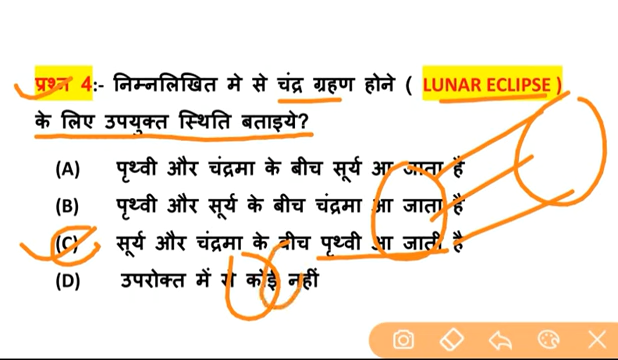 प्रश्न 4:- निम्नलिखित मे से चंद्र ग्रहण होने ( LUNAR ECLIPSE )
के लिए उपयुक्त स्थिति बताइये?
(A) पृथ्वी और चंद्रमा के बीच सूर्य आ जाता है
(B) पृथ्वी और सूर्य के बीच चंद्रमा आ जाता है
(C) सूर्य और चंद्रमा के बीच पृथ्वी आ जाती है
(D) उपरोक्त में से कोई नहीं